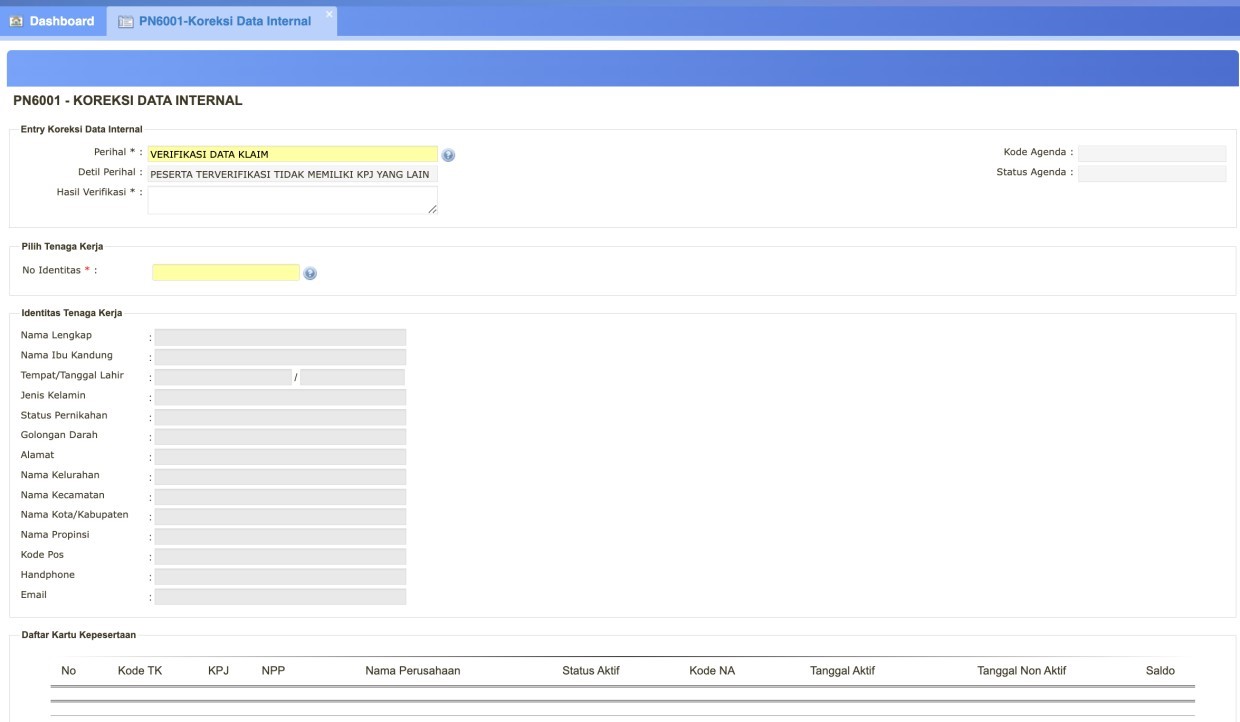 Dashboard
PN6001-Koreksi Data Internal
PN6001 - KOREKSI DATA INTERNAL
Entry Koreksi Data Internal
Perihal * : VERIFIKASI DATA KLAIM
Kode Agenda :
Detil Perihal : PESERTA TERVERIFIKASI TIDAK MEMILIKI KPJ YANG LAIN
Status Agenda :
Hasil Verifikasi * :
Pilih Tenaga Kerja
No Identitas * :
Identitas Tenaga Kerja
Nama Lengkap :
Nama Ibu Kandung :
Tempat/Tanggal Lahir : /
Jenis Kelamin :
Status Pernikahan :
Golongan Darah :
Alamat :
Nama Kelurahan :
Nama Kecamatan :
Nama Kota/Kabupaten :
Nama Propinsi :
Kode Pos :
Handphone :
Email :
Daftar Kartu Kepesertaan
No Kode TK KPJ NPP Nama Perusahaan Status Aktif Kode NA Tanggal Aktif Tanggal Non Aktif Saldo